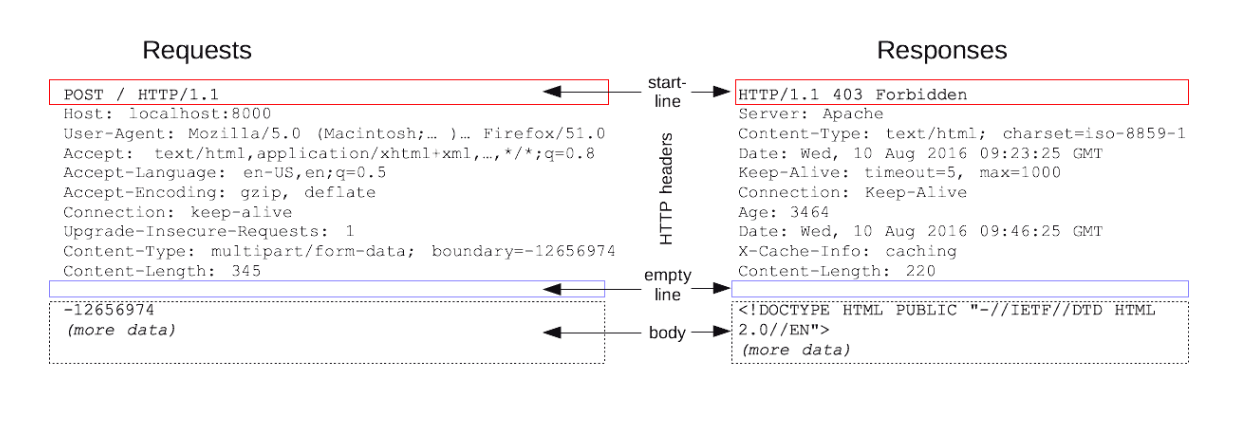 Requests
POST / HTTP/1.1
Host: localhost:8000
User-Agent: Mozilla/5.0 (Macintosh;… )… Firefox/51.0
Accept: text/html,application/xhtml+xml,…,*/*;q=0.8
Accept-Language: en-US,en;q=0.5
Accept-Encoding: gzip, deflate
Connection: keep-alive
Upgrade-Insecure-Requests: 1
Content-Type: multipart/form-data; boundary=-12656974
Content-Length: 345
-12656974
(more data)
start-
line
HTTP headers
empty
line
body
Responses
HTTP/1.1 403 Forbidden
Server: Apache
Content-Type: text/html; charset=iso-8859-1
Date: Wed, 10 Aug 2016 09:23:25 GMT
Keep-Alive: timeout=5, max=1000
Connection: Keep-Alive
Age: 3464
Date: Wed, 10 Aug 2016 09:46:25 GMT
X-Cache-Info: caching
Content-Length: 220
<!DOCTYPE HTML PUBLIC "-//IETF//DTD HTML
2.0//EN">
(more data)